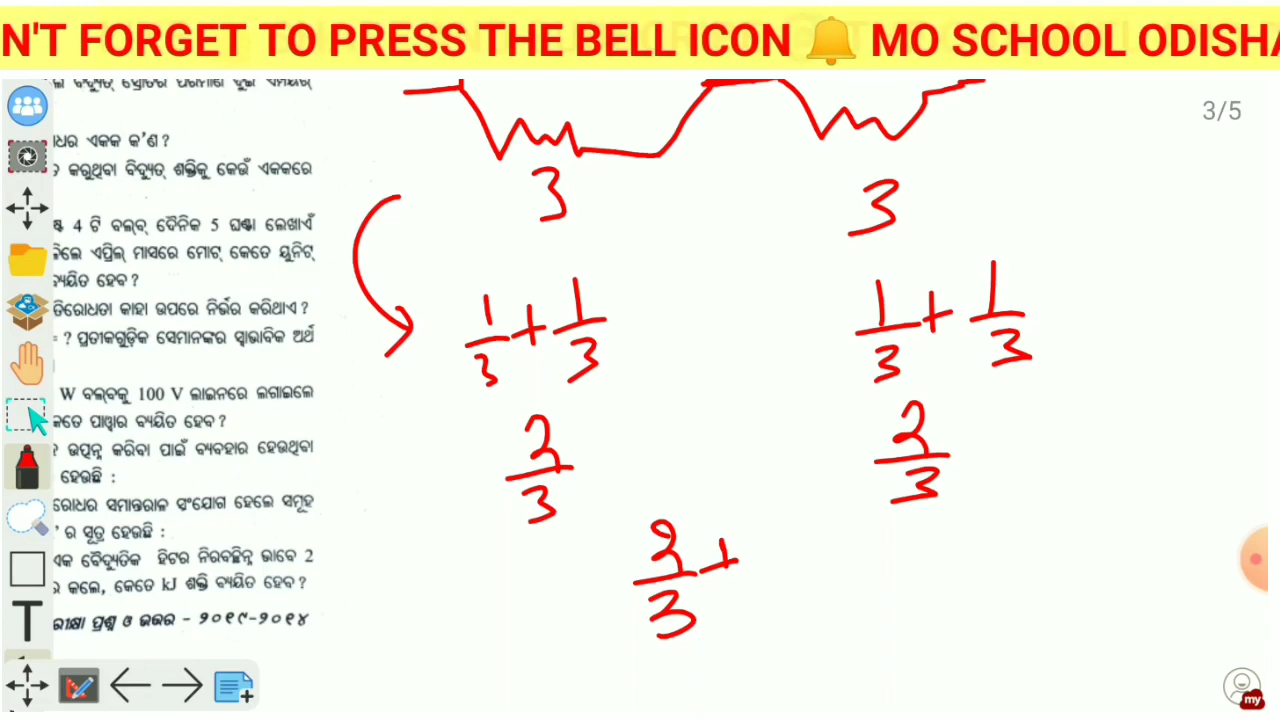 N'T FORGET TO PRESS THE BELL ICON 🔔 MO SCHOOL ODISHA
3/5
ବିଦ୍ୟୁତ୍ ସ୍ରୋତର ପରିମାଣ ଦୁଇ
ଧର ଏକକ କ'ଣ ?
ତ କରୁଥିବା ବିଦ୍ୟୁତ୍ ଶକ୍ତିକୁ କେଉଁ ଏକକରେ
4 ଟି ବଲ୍‌ବ୍ ଦୈନିକ 5 ଘଣ୍ଟା ଲେଖାଏଁ
ଳିଲେ ଏପ୍ରିଲ୍ ମାସରେ ମୋଟ୍ କେତେ ୟୁନିଟ୍
ବ୍ୟୟିତ ହେବ ?
ତିରୋଧତା କାହା ଉପରେ ନିର୍ଭର କରିଥାଏ ?
= ? ପ୍ରତୀକଗୁଡ଼ିକ ସେମାନଙ୍କର ସ୍ୱାଭାବିକ ଅର୍ଥ
W ବଲ୍‌ବକୁ 100 V ଲାଇନରେ ଲଗାଇଲେ
କେତେ ପାୱାର ବ୍ୟୟିତ ହେବ ?
ଉତ୍ପନ୍ନ କରିବା ପାଇଁ ବ୍ୟବହାର ହେଉଥିବା
ହେଉଛି :
ରୋଧର ସମାନ୍ତରାଳ ସଂଯୋଗ ହେଲେ ସମୂହ
' ର ସୂତ୍ର ହେଉଛି :
ଏକ ବୈଦ୍ୟୁତିକ ହିଟର ନିରବଚ୍ଛିନ୍ନ ଭାବେ 2
ର କଲେ, କେତେ kJ ଶକ୍ତି ବ୍ୟୟିତ ହେବ ?
ରୀକ୍ଷା ପ୍ରଶ୍ନ ଓ ଉତ୍ତର - ୨୦୧୯-୨୦୧୪
3 3
1/3 + 1/3 1/3 + 1/3
2/3 2/3
2/3 +
T
my